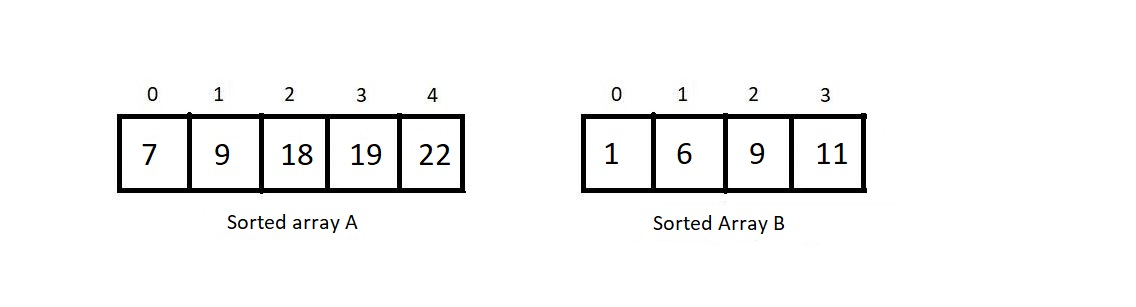 0 1 2 3 4
7 9 18 19 22
Sorted array A
0 1 2 3
1 6 9 11
Sorted Array B